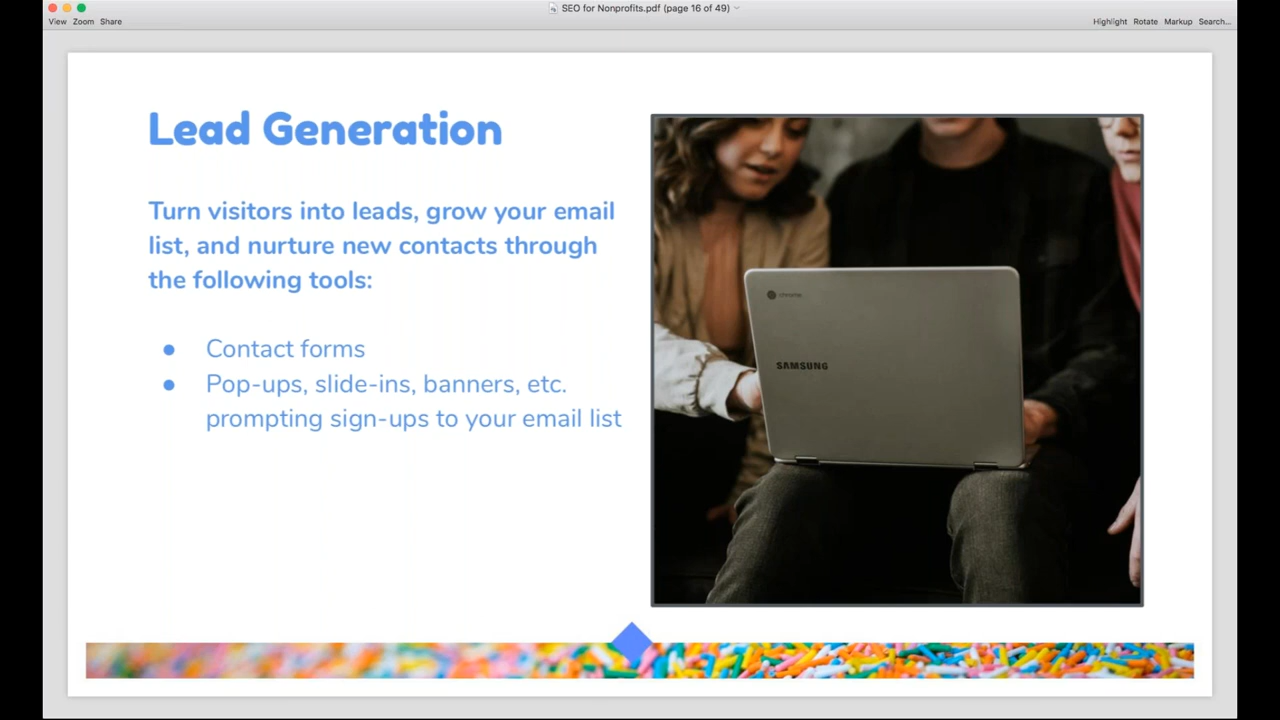 SEO for Nonprofits.pdf (page 16 of 49)
View Zoom Share
Highlight Rotate Markup Search...
Lead Generation
Turn visitors into leads, grow your email
list, and nurture new contacts through
the following tools:
● Contact forms
● Pop-ups, slide-ins, banners, etc.
prompting sign-ups to your email list
chrome
SAMSUNG